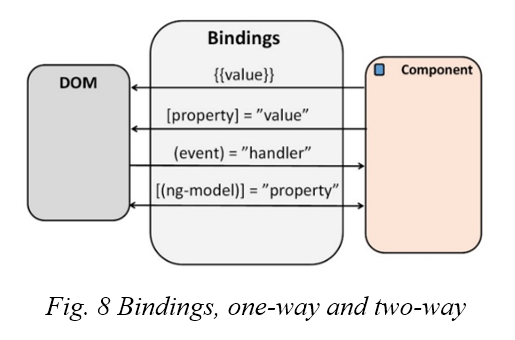 Bindings
DOM
Component
{{value}}
[property] = ”value”
(event) = ”handler”
[(ng-model)] = ”property”
Fig. 8 Bindings, one-way and two-way